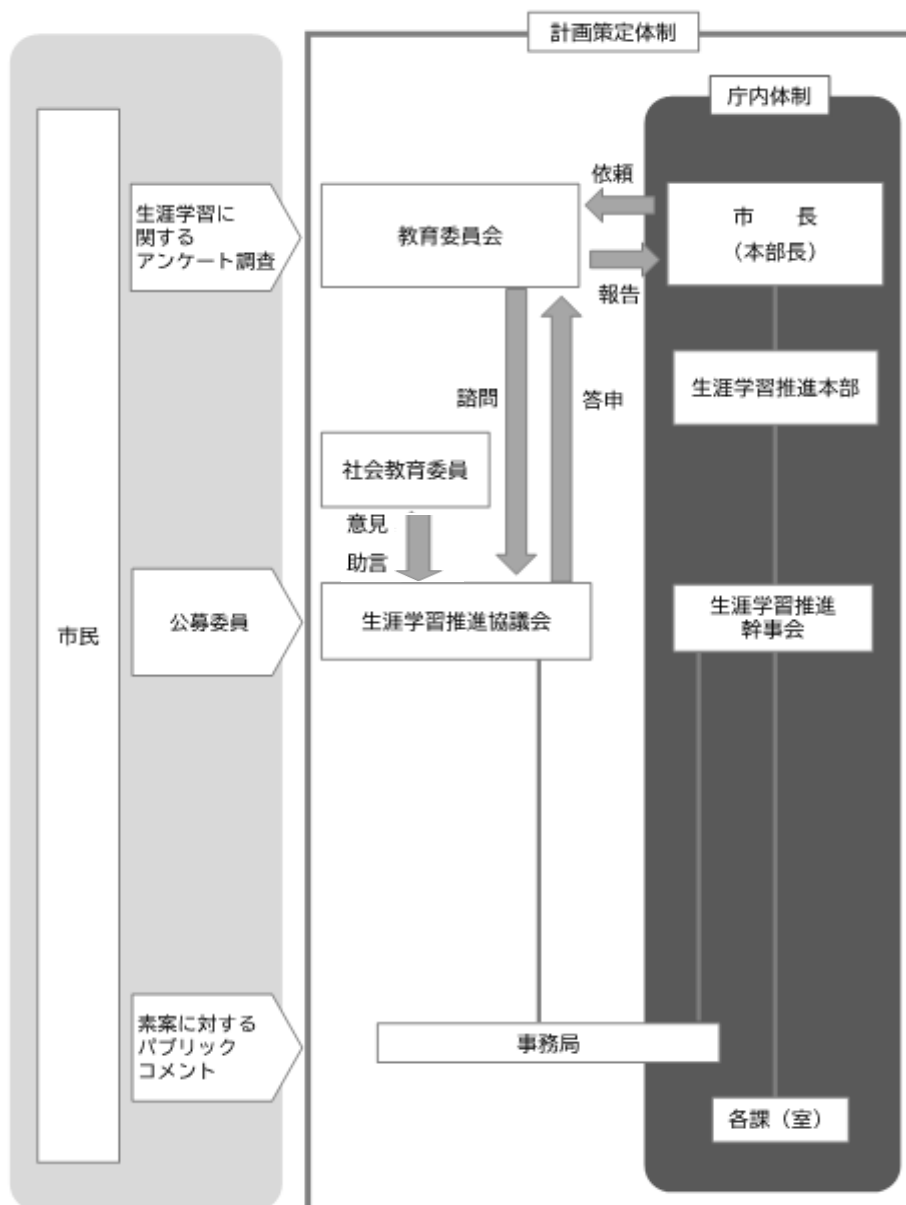 計画策定体制
庁内体制
市民
生涯学習に
関する
アンケート調査
公募委員
素案に対する
パブリック
コメント
教育委員会
依頼
報告
市　　長
（本部長）
生涯学習推進本部
諮問
答申
社会教育委員
意見
助言
生涯学習推進協議会
生涯学習推進
幹事会
事務局
各課（室）